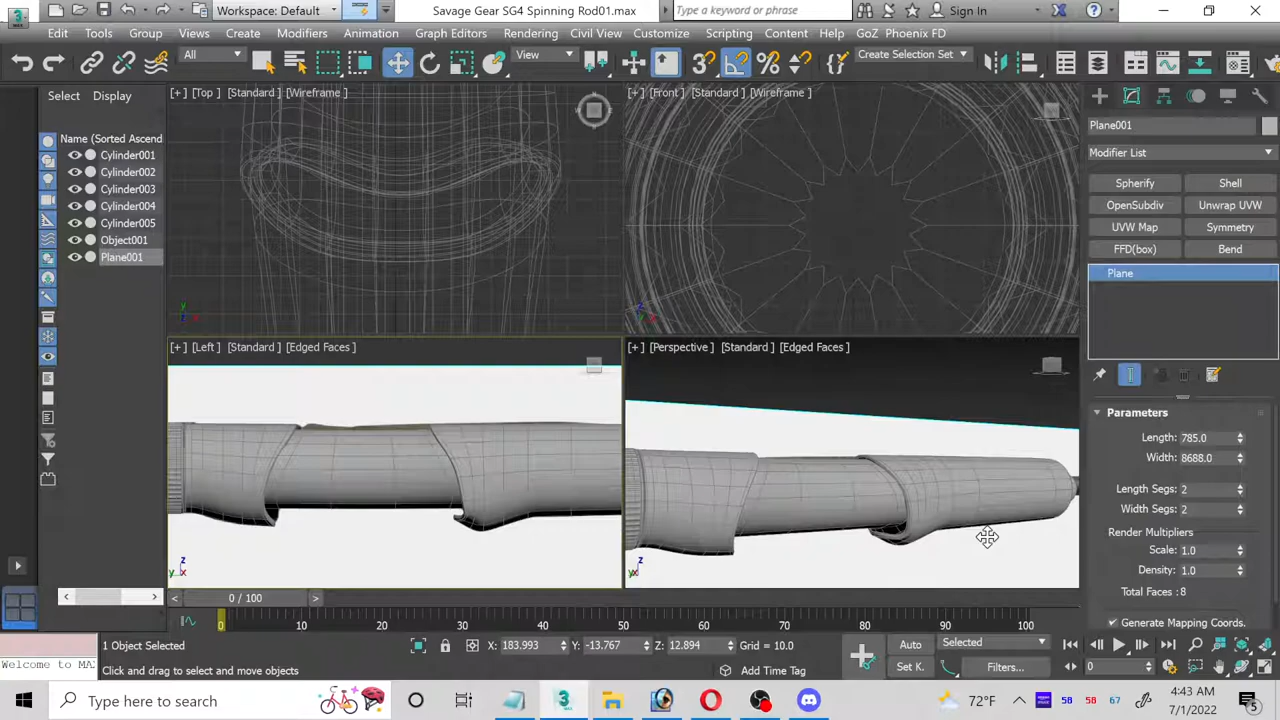 Workspaces: Default
Savage Gear SG4 Spinning Rod01.max
Type a keyword or phrase
Sign In
Edit Tools Group Views Create Modifiers Animation Graph Editors Rendering Civil View Customize Scripting Content Help GoZ Phoenix FD
All
View
Create Selection Set
Select Display
[+] [Top] [Standard] [Wireframe]
[+] [Front] [Standard] [Wireframe]
Plane001
Name (Sorted Ascend
Cylinder001
Cylinder002
Cylinder003
Cylinder004
Cylinder005
Object001
Plane001
Modifier List
Spherify Shell
OpenSubdiv Unwrap UVW
UVW Map Symmetry
FFD(box) Bend
Plane
[+] [Left] [Standard] [Edged Faces]
[+] [Perspective] [Standard] [Edged Faces]
Parameters
Length: 785.0
Width: 8688.0
Length Segs: 2
Width Segs: 2
Render Multipliers
Scale: 1.0
Density: 1.0
Total Faces : 8
Generate Mapping Coords.
0 / 100
0 10 20 30 40 50 60 70 80 90 100
1 Object Selected
X: 183.993 Y: -13.767 Z: 12.894 Grid = 10.0
Auto Selected
Welcome to MA
Click and drag to select and move objects
Add Time Tag
Set K. Filters...
0
Type here to search
72°F
58 58 67
4:43 AM
7/1/2022
5